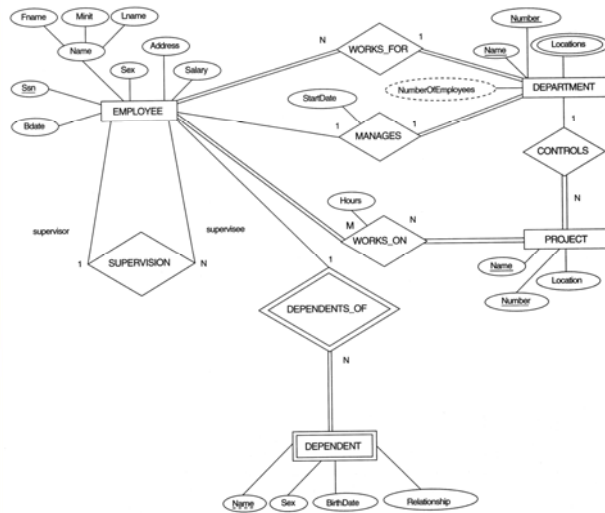 Fname
Minit
Lname
Name
Address
Sex
Salary
Ssn
Bdate
EMPLOYEE
N
WORKS_FOR
1
Number
Name
Locations
NumberOfEmployees
DEPARTMENT
StartDate
1
MANAGES
1
1
CONTROLS
N
supervisor
supervisee
1
SUPERVISION
N
Hours
M
WORKS_ON
N
PROJECT
Name
Number
Location
1
DEPENDENTS_OF
N
DEPENDENT
Name
Sex
BirthDate
Relationship